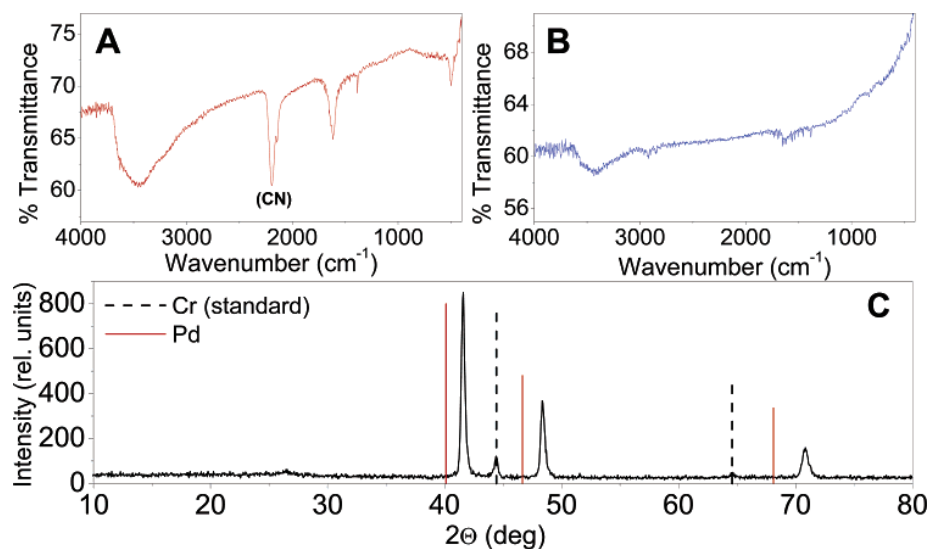 A
% Transmittance
75
70
65
60
(CN)
4000 3000 2000 1000
Wavenumber (cm⁻¹)
B
% Transmittance
68
64
60
56
4000 3000 2000 1000
Wavenumber (cm⁻¹)
C
Intensity (rel. units)
800
600
400
200
0
Cr (standard)
Pd
10 20 30 40 50 60 70 80
2Θ (deg)